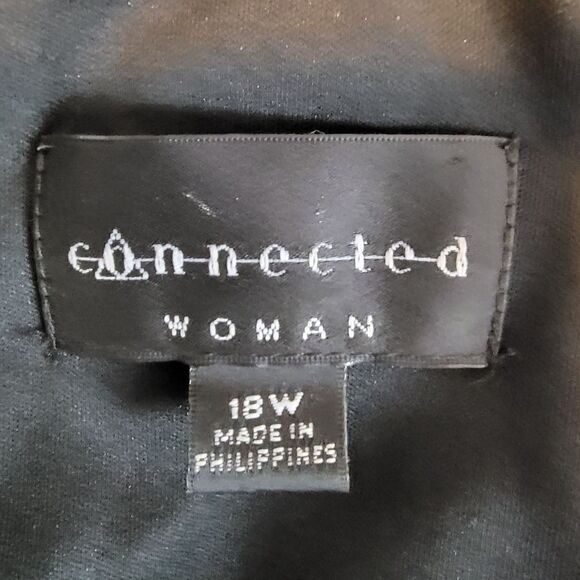 connected
WOMAN
18W
MADE IN
PHILIPPINES